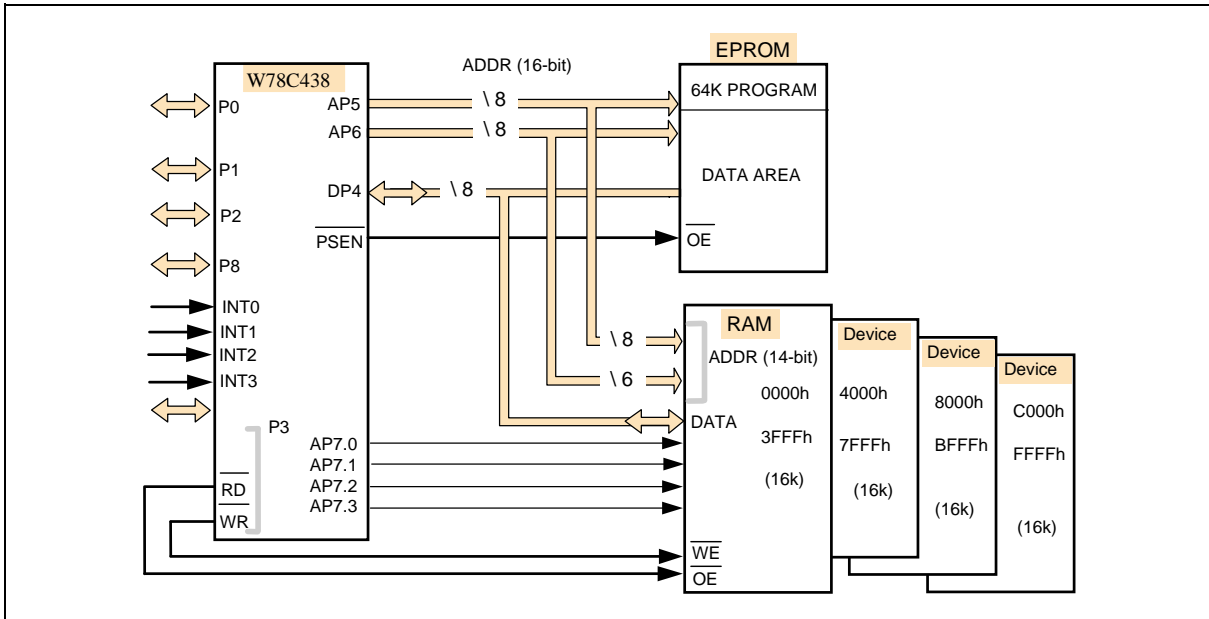 W78C438
P0
P1
P2
P8
INT0
INT1
INT2
INT3
P3
RD
WR
AP5
AP6
DP4
PSEN
AP7.0
AP7.1
AP7.2
AP7.3
ADDR (16-bit)
\ 8
\ 8
\ 8
EPROM
64K PROGRAM
DATA AREA
OE
\ 8
\ 6
RAM
ADDR (14-bit)
0000h
3FFFh
(16k)
DATA
WE
OE
Device
4000h
7FFFh
(16k)
Device
8000h
BFFFh
(16k)
Device
C000h
FFFFh
(16k)